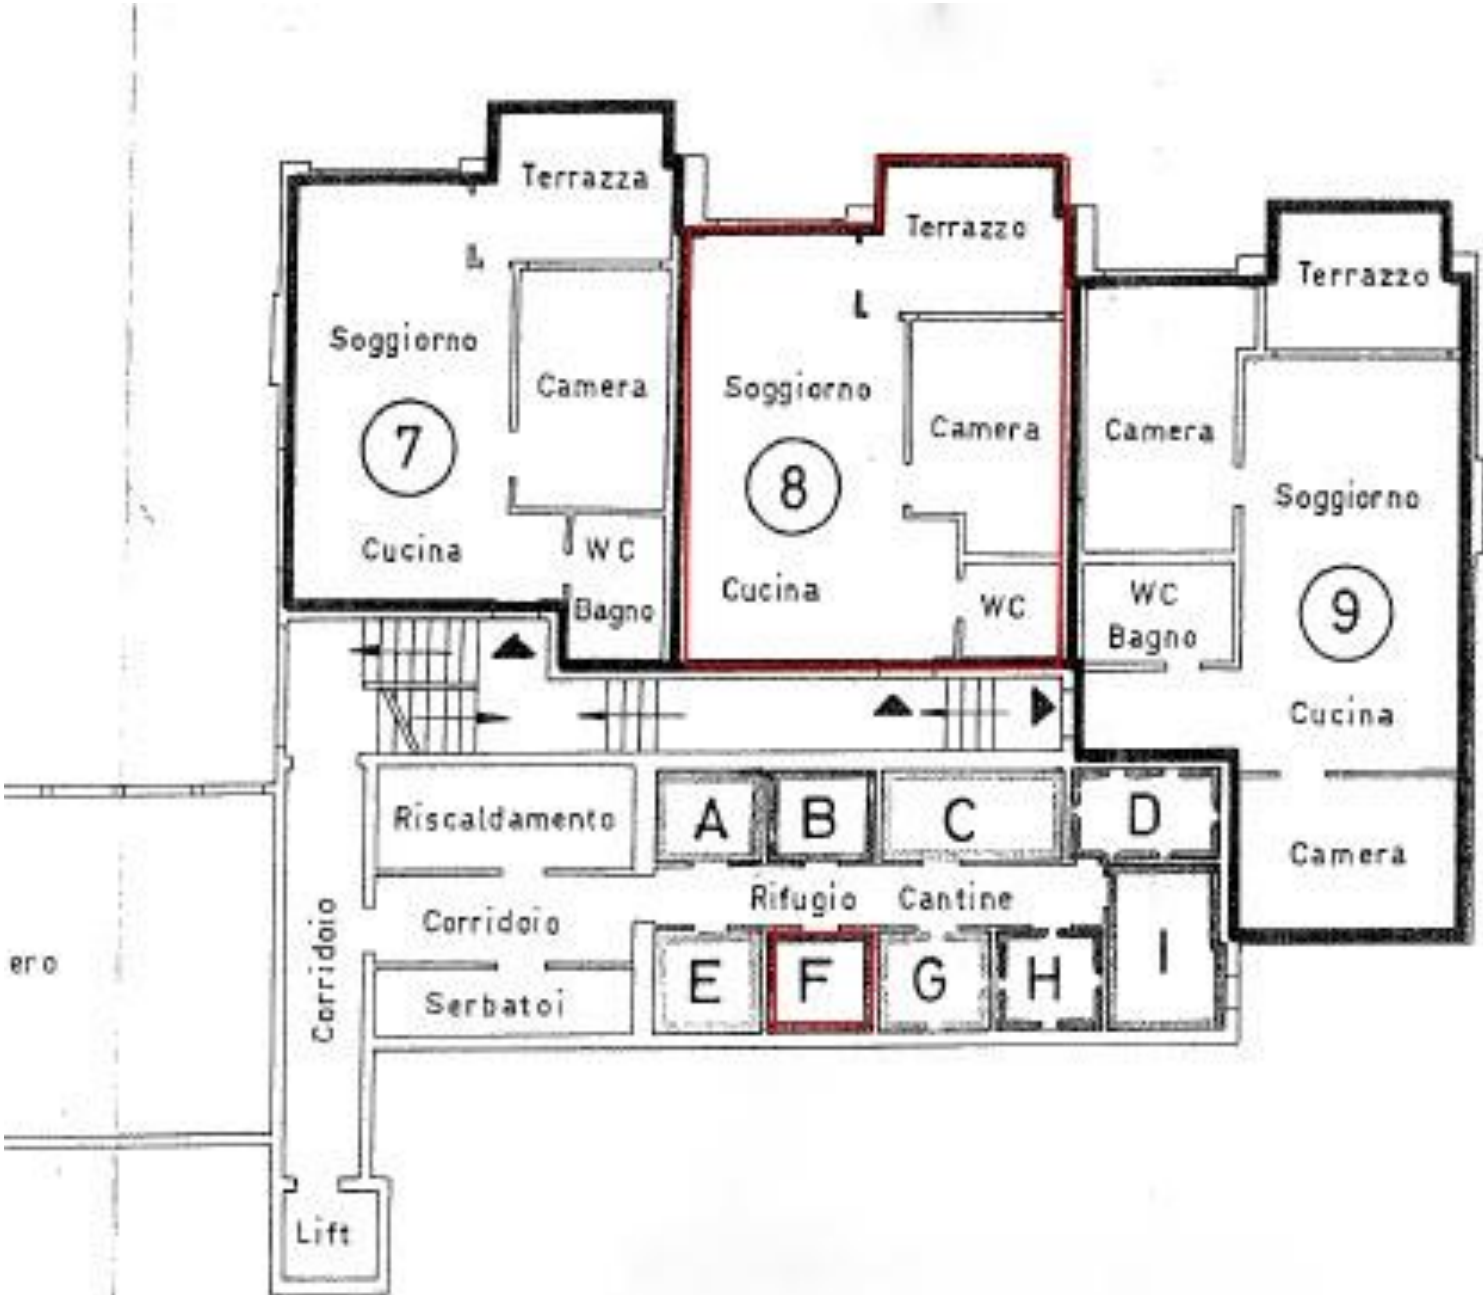 Terrazza
Soggiorno
Camera
7
Cucina
WC
Bagno
Terrazzo
Soggiorno
Camera
8
Cucina
WC
Terrazzo
Camera
Soggiorno
WC
Bagno
9
Cucina
Camera
Riscaldamento
A
B
C
D
Rifugio
Cantine
Corridoio
Corridoio
Serbatoi
E
F
G
H
I
ero
Lift